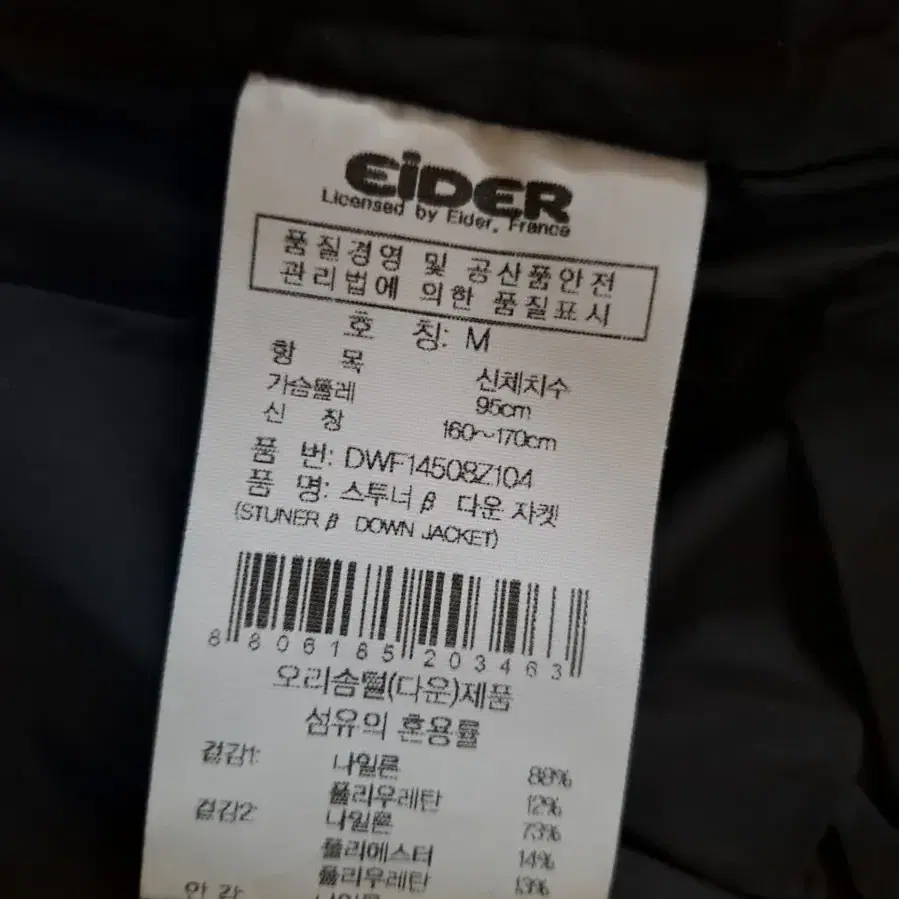 EiDER
Licensed by Eider, France
품질경영 및 공산품안전
관리법에 의한 품질표시
호 칭: M
항 목 신체치수
가슴둘레 95cm
신 장 160~170cm
품 번: DWF14508Z104
품 명: 스투너β 다운 자켓
(STUNER β DOWN JACKET)
8 806185 203463
오리솜털(다운)제품
섬유의 혼용률
겉감1: 나일론 88%
폴리우레탄 12%
겉감2: 나일론 73%
폴리에스터 14%
폴리우레탄 13%
안 감